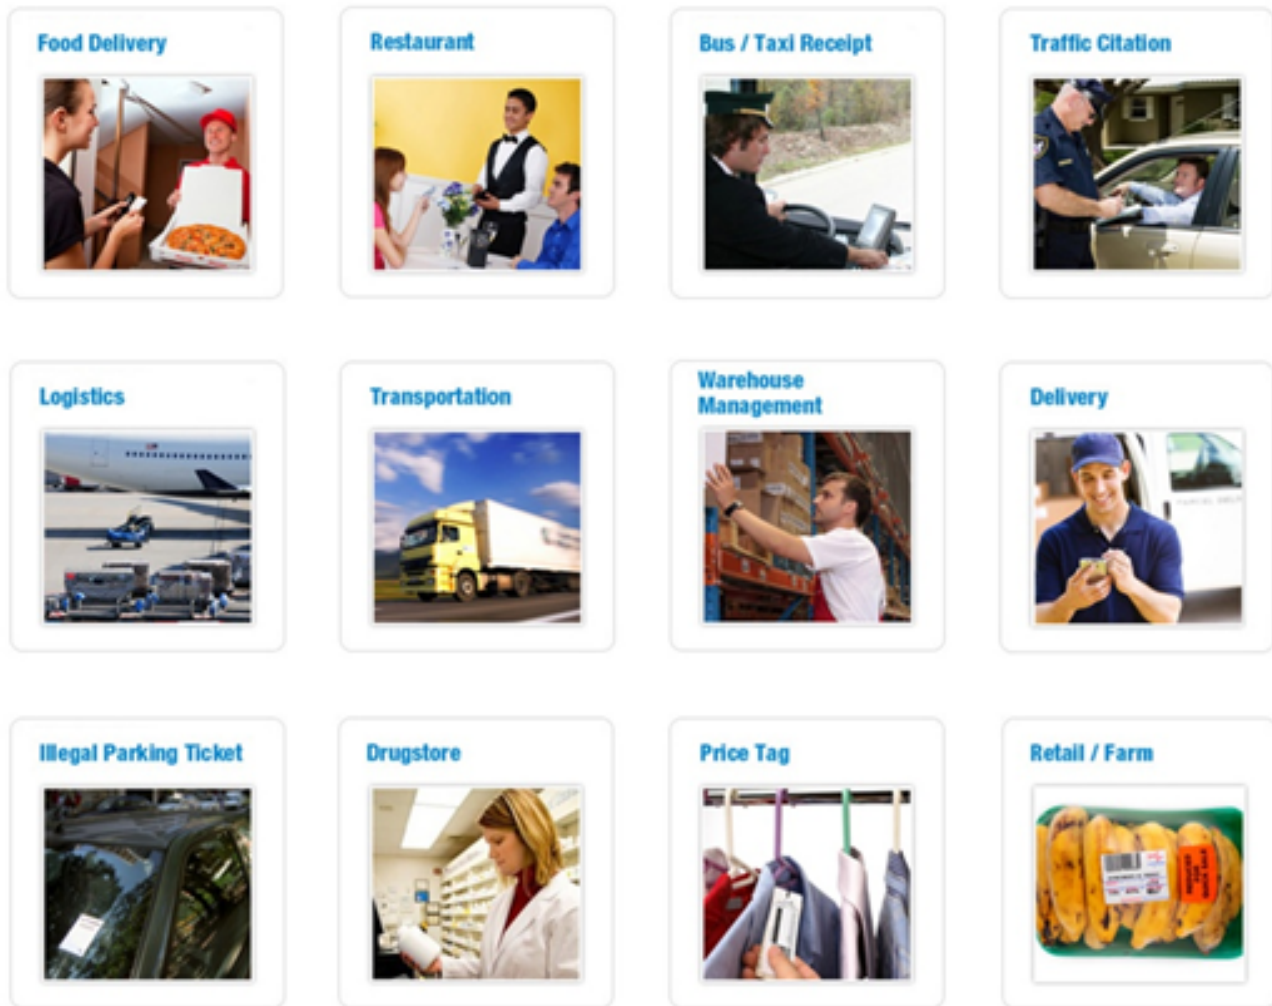 Food Delivery
Restaurant
Bus / Taxi Receipt
Traffic Citation
Logistics
Transportation
Warehouse
Management
Delivery
Illegal Parking Ticket
Drugstore
Price Tag
Retail / Farm